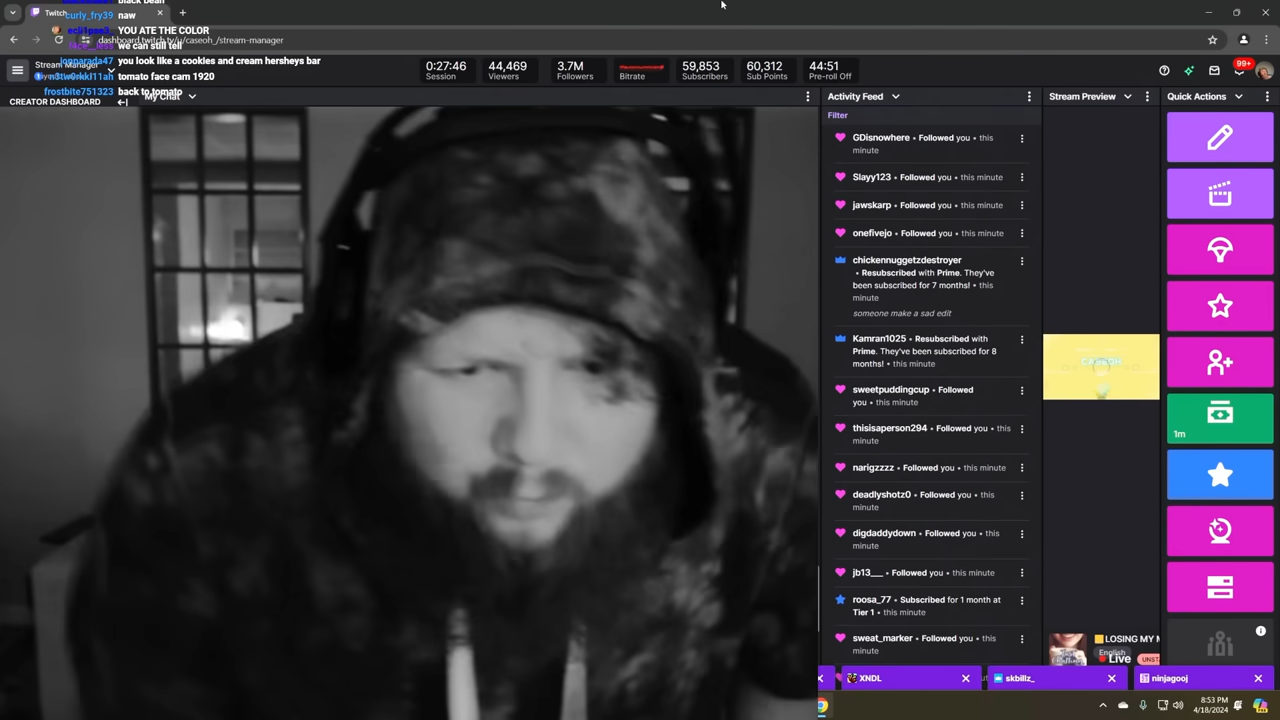 black bean
Twitch
curly_fry39 naw
YOU ATE THE COLOR
we can still tell
dashboard.twitch.tv/u/caseoh_/stream-manager
jopparada47 you look like a cookies and cream hersheys bar
Stream Manager
tomato face cam 1920
frostbite751323 back to tomato
0:27:46
Session
44,469
Viewers
3.7M
Followers
Bitrate
59,853
Subscribers
60,312
Sub Points
44:51
Pre-roll Off
99+
CREATOR DASHBOARD
My Chat
Activity Feed
Filter
GDisnowhere • Followed you • this
minute
Slayy123 • Followed you • this minute
jawskarp • Followed you • this minute
onefivejo • Followed you • this minute
chickennuggetzdestroyer
• Resubscribed with Prime. They've
been subscribed for 7 months! • this
minute
someone make a sad edit
Kamran1025 • Resubscribed with
Prime. They've been subscribed for 8
months! • this minute
sweetpuddingcup • Followed
you • this minute
thisisaperson294 • Followed you • this
minute
narigzzzz • Followed you • this minute
deadlyshotz0 • Followed you • this
minute
digdaddydown • Followed you • this
minute
jb13___ • Followed you • this minute
roosa_77 • Subscribed for 1 month at
Tier 1 • this minute
sweat_marker • Followed you • this
minute
Stream Preview
CASEOH
LOSING MY M
English
Live
UNST
Quick Actions
1m
XNDL
skbillz_
ninjagooj
8:53 PM
4/18/2024